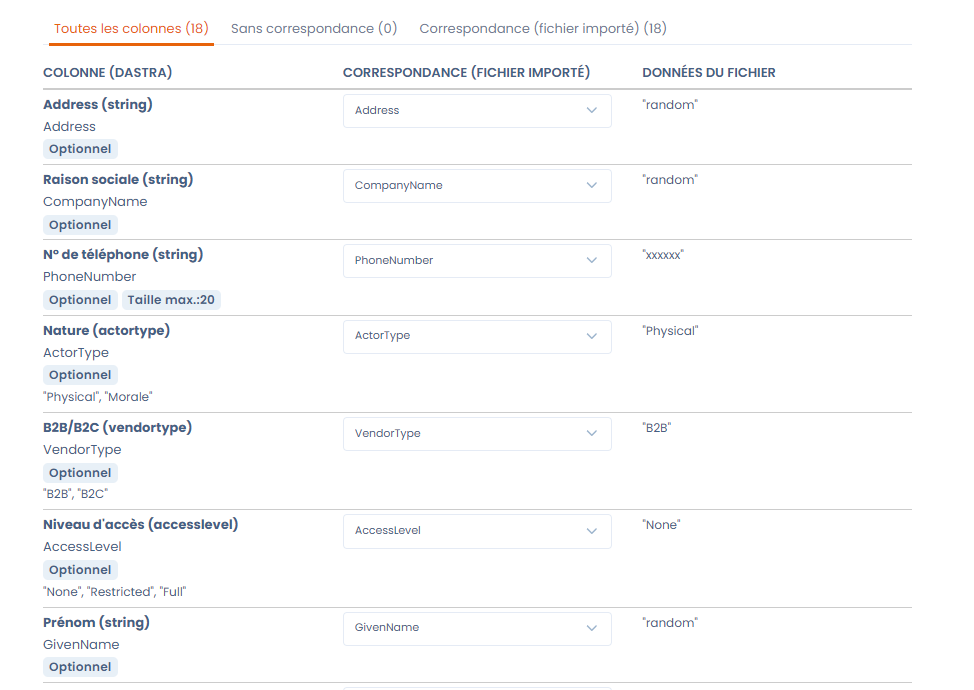 Toutes les colonnes (18) Sans correspondance (0) Correspondance (fichier importé) (18)
COLONNE (DASTRA) CORRESPONDANCE (FICHIER IMPORTÉ) DONNÉES DU FICHIER
Address (string) Address "random"
Address
Optionnel
Raison sociale (string) CompanyName "random"
CompanyName
Optionnel
N° de téléphone (string) PhoneNumber "xxxxxx"
PhoneNumber
Optionnel Taille max.:20
Nature (actortype) ActorType "Physical"
ActorType
Optionnel
"Physical", "Morale"
B2B/B2C (vendortype) VendorType "B2B"
VendorType
Optionnel
"B2B", "B2C"
Niveau d'accès (accesslevel) AccessLevel "None"
AccessLevel
Optionnel
"None", "Restricted", "Full"
Prénom (string) GivenName "random"
GivenName
Optionnel